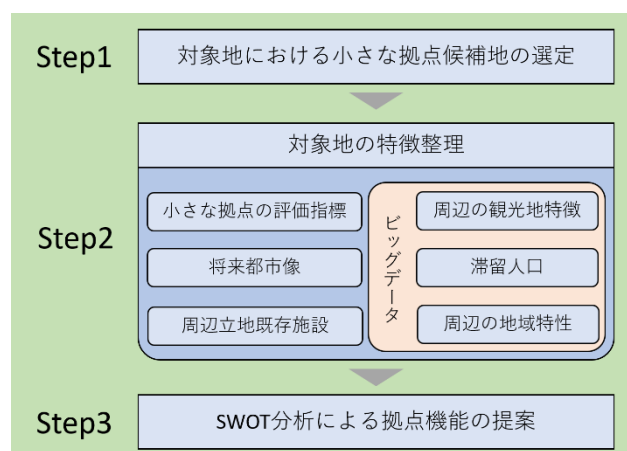 Step1
対象地における小さな拠点候補地の選定
Step2
対象地の特徴整理
小さな拠点の評価指標
将来都市像
周辺立地既存施設
ビッグデータ
周辺の観光地特徴
滞留人口
周辺の地域特性
Step3
SWOT分析による拠点機能の提案